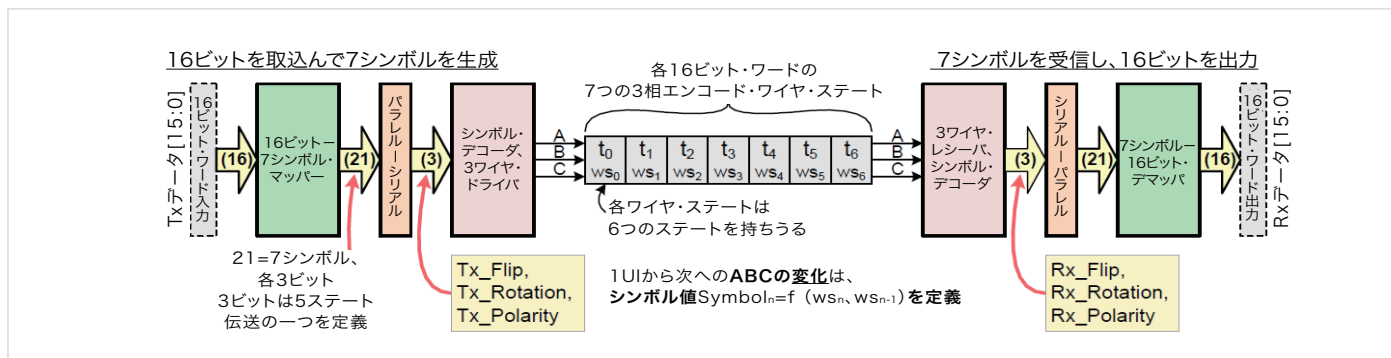 16ビットを取込んで7シンボルを生成
7シンボルを受信し、16ビットを出力
各16ビット・ワードの
7つの3相エンコード・ワイヤ・ステート
Txデータ[15:0]
16ビット・ワード入力
(16)
16ビットー
7シンボル・
マッパー
(21)
パラレルーシリアル
(3)
シンボル・
デコーダ、
3ワイヤ・
ドライバ
A
B
C
t0
t1
t2
t3
t4
t5
t6
ws0
ws1
ws2
ws3
ws4
ws5
ws6
A
B
C
3ワイヤ・
レシーバ、
シンボル・
デコーダ
(3)
シリアルーパラレル
(21)
7シンボルー
16ビット・
デマッパ
(16)
16ビット・ワード出力
Rxデータ[15:0]
各ワイヤ・ステートは
6つのステートを持ちうる
21=7シンボル、
各3ビット
3ビットは5ステート
伝送の一つを定義
Tx_Flip,
Tx_Rotation,
Tx_Polarity
1UIから次へのABCの変化は、
シンボル値Symboln=f（wsn、wsn-1）を定義
Rx_Flip,
Rx_Rotation,
Rx_Polarity